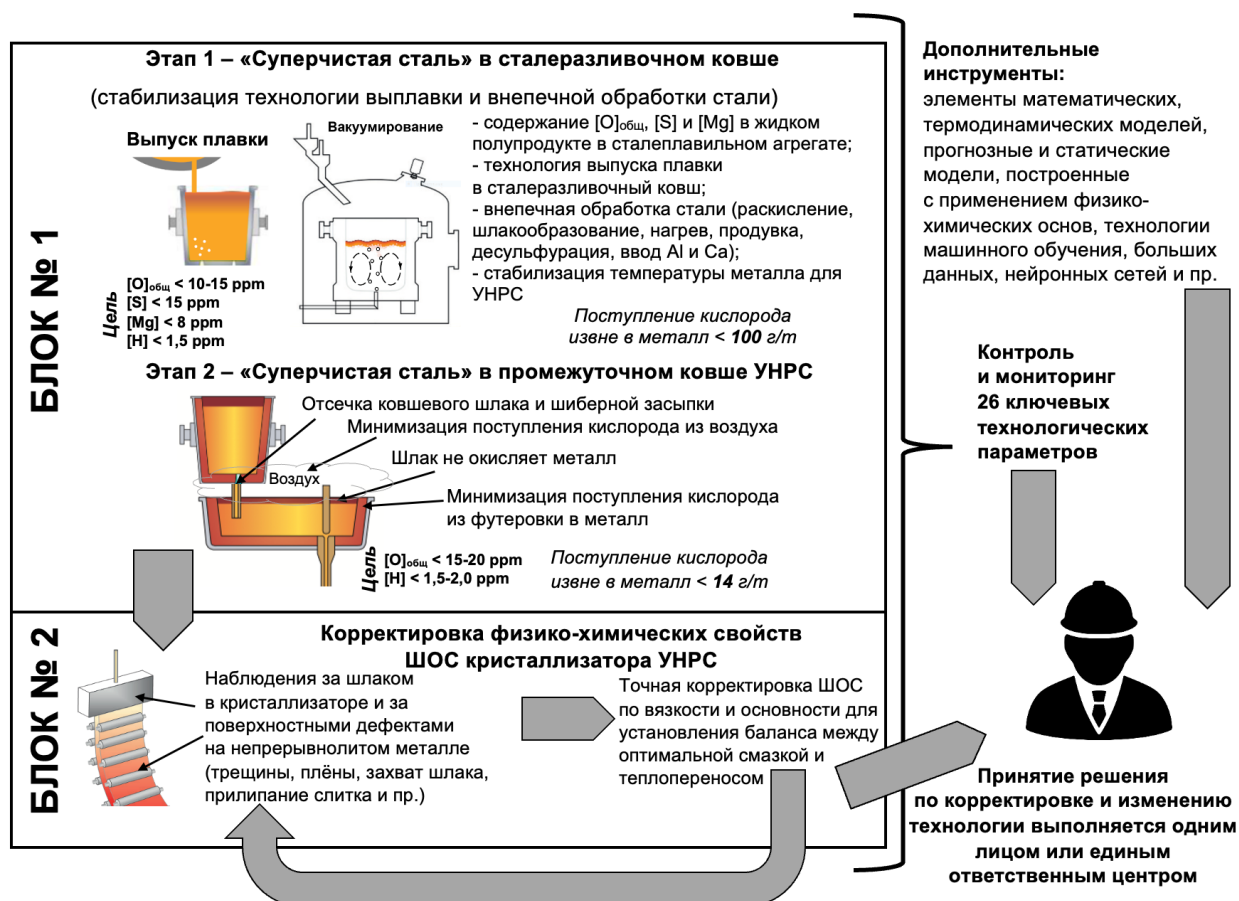 БЛОК № 1
Этап 1 – «Суперчистая сталь» в сталеразливочном ковше
(стабилизация технологии выплавки и внепечной обработки стали)
Выпуск плавки
Вакуумирование
Цель
[O]общ < 10-15 ppm
[S] < 15 ppm
[Mg] < 8 ppm
[H] < 1,5 ppm
- содержание [O]общ, [S] и [Mg] в жидком
полупродукте в сталеплавильном агрегате;
- технология выпуска плавки
в сталеразливочный ковш;
- внепечная обработка стали (раскисление,
шлакообразование, нагрев, продувка,
десульфурация, ввод Al и Ca);
- стабилизация температуры металла для
УНРС
Поступление кислорода
извне в металл < 100 г/т
Этап 2 – «Суперчистая сталь» в промежуточном ковше УНРС
Отсечка ковшевого шлака и шиберной засыпки
Минимизация поступления кислорода из воздуха
Шлак не окисляет металл
Воздух
Минимизация поступления кислорода
из футеровки в металл
Цель
[O]общ < 15-20 ppm
[H] < 1,5-2,0 ppm
Поступление кислорода
извне в металл < 14 г/т
БЛОК № 2
Корректировка физико-химических свойств
ШОС кристаллизатора УНРС
Наблюдения за шлаком
в кристаллизаторе и за
поверхностными дефектами
на непрерывнолитом металле
(трещины, плёны, захват шлака,
прилипание слитка и пр.)
Точная корректировка ШОС
по вязкости и основности для
установления баланса между
оптимальной смазкой и
теплопереносом
Дополнительные
инструменты:
элементы математических,
термодинамических моделей,
прогнозные и статические
модели, построенные
с применением физико-
химических основ, технологии
машинного обучения, больших
данных, нейронных сетей и пр.
Контроль
и мониторинг
26 ключевых
технологических
параметров
Принятие решения
по корректировке и изменению
технологии выполняется одним
лицом или единым
ответственным центром